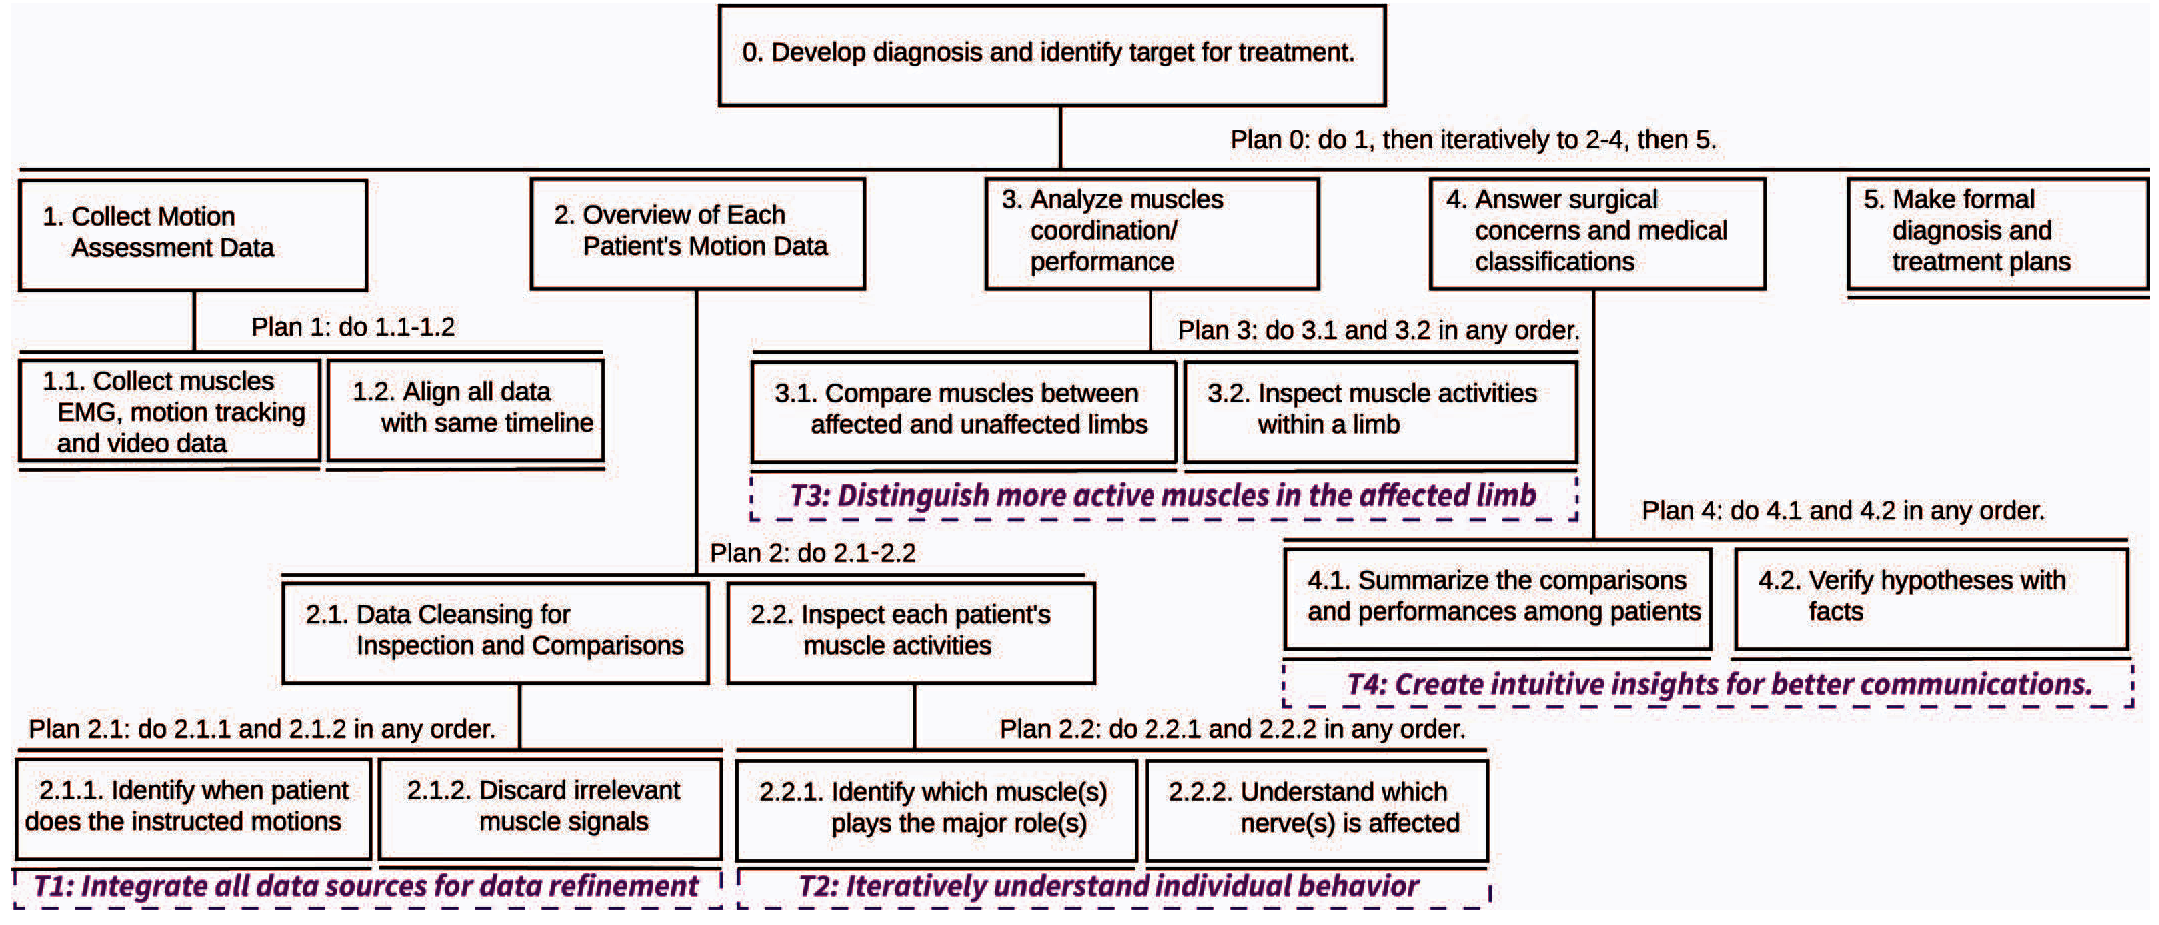 0. Develop diagnosis and identify target for treatment.
Plan 0: do 1, then iteratively to 2-4, then 5.
1. Collect Motion
Assessment Data
2. Overview of Each
Patient's Motion Data
3. Analyze muscles
coordination/
performance
4. Answer surgical
concerns and medical
classifications
5. Make formal
diagnosis and
treatment plans
Plan 1: do 1.1-1.2
Plan 3: do 3.1 and 3.2 in any order.
1.1. Collect muscles
EMG, motion tracking
and video data
1.2. Align all data
with same timeline
3.1. Compare muscles between
affected and unaffected limbs
3.2. Inspect muscle activities
within a limb
T3: Distinguish more active muscles in the affected limb
Plan 4: do 4.1 and 4.2 in any order.
Plan 2: do 2.1-2.2
2.1. Data Cleansing for
Inspection and Comparisons
2.2. Inspect each patient's
muscle activities
4.1. Summarize the comparisons
and performances among patients
4.2. Verify hypotheses with
facts
T4: Create intuitive insights for better communications.
Plan 2.1: do 2.1.1 and 2.1.2 in any order.
Plan 2.2: do 2.2.1 and 2.2.2 in any order.
2.1.1. Identify when patient
does the instructed motions
2.1.2. Discard irrelevant
muscle signals
2.2.1. Identify which muscle(s)
plays the major role(s)
2.2.2. Understand which
nerve(s) is affected
T1: Integrate all data sources for data refinement
T2: Iteratively understand individual behavior